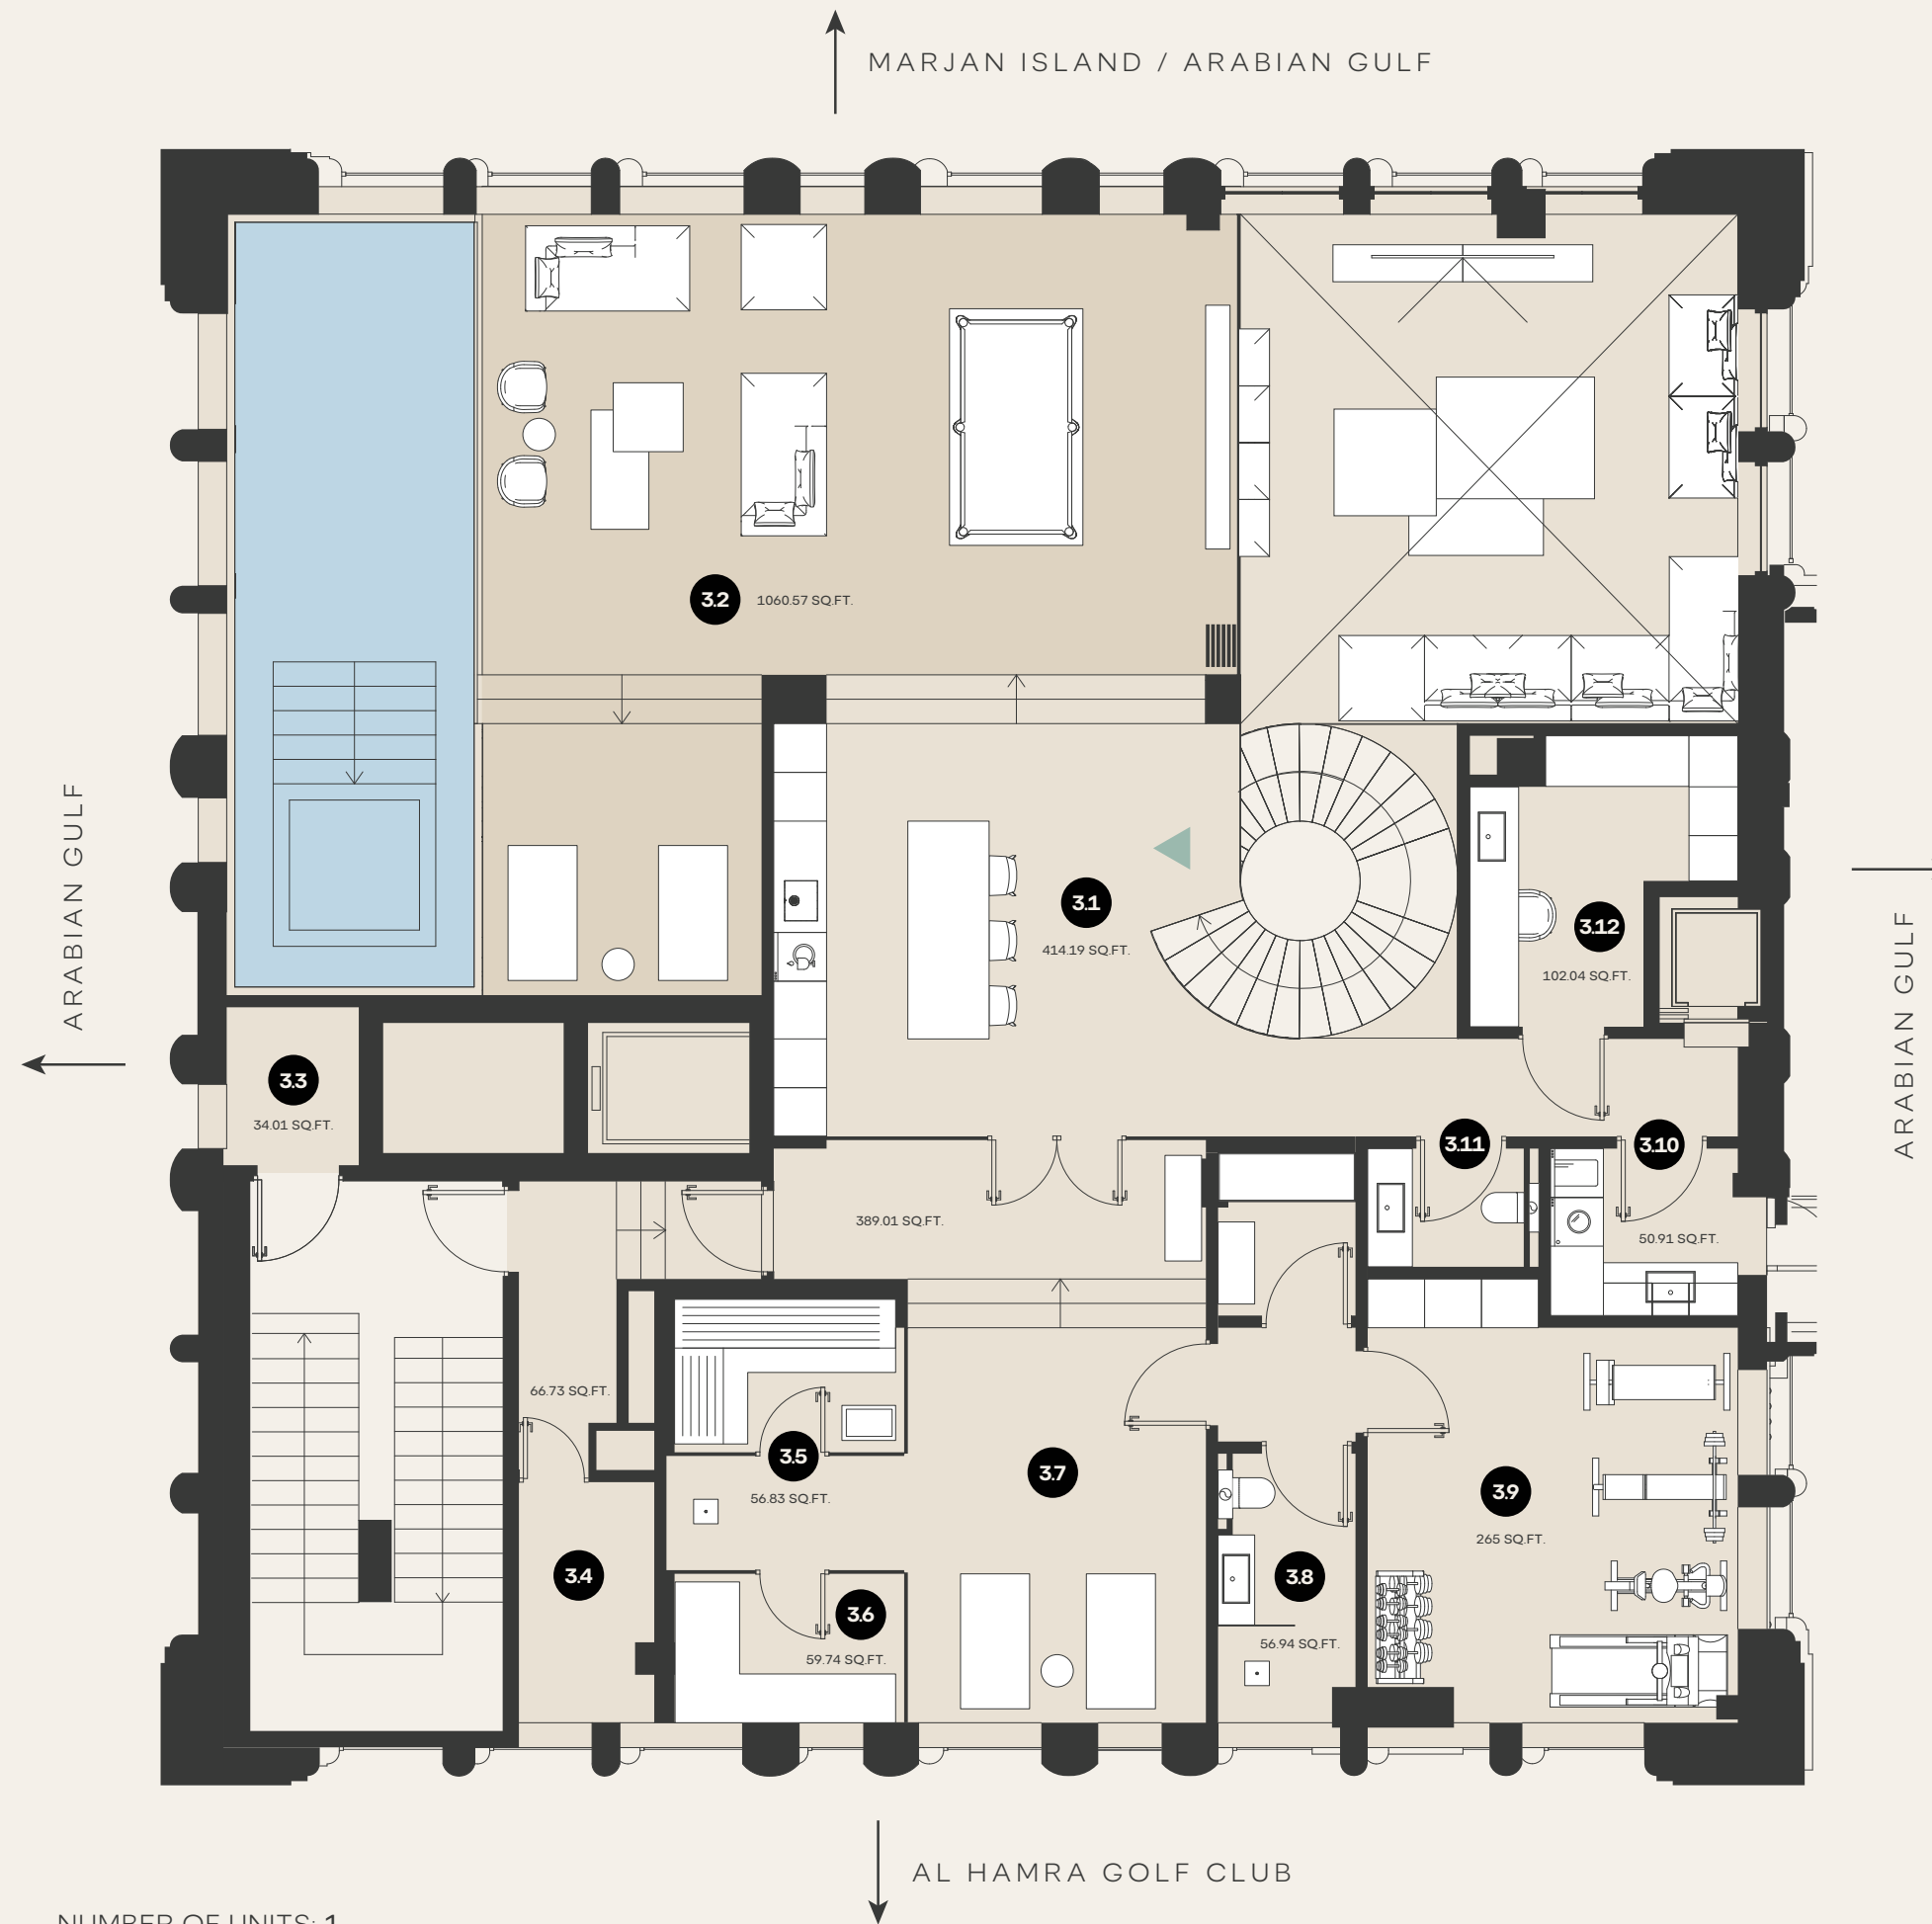 MARJAN ISLAND / ARABIAN GULF
3.2 1060.57 SQ.FT.
ARABIAN GULF
3.1
414.19 SQ.FT.
3.12
102.04 SQ.FT.
ARABIAN GULF
3.3
34.01 SQ.FT.
3.11
3.10
389.01 SQ.FT.
50.91 SQ.FT.
66.73 SQ.FT.
3.5
56.83 SQ.FT.
3.7
3.9
265 SQ.FT.
3.4
3.8
3.6
56.94 SQ.FT.
59.74 SQ.FT.
AL HAMRA GOLF CLUB
NUMBER OF UNITS: 1